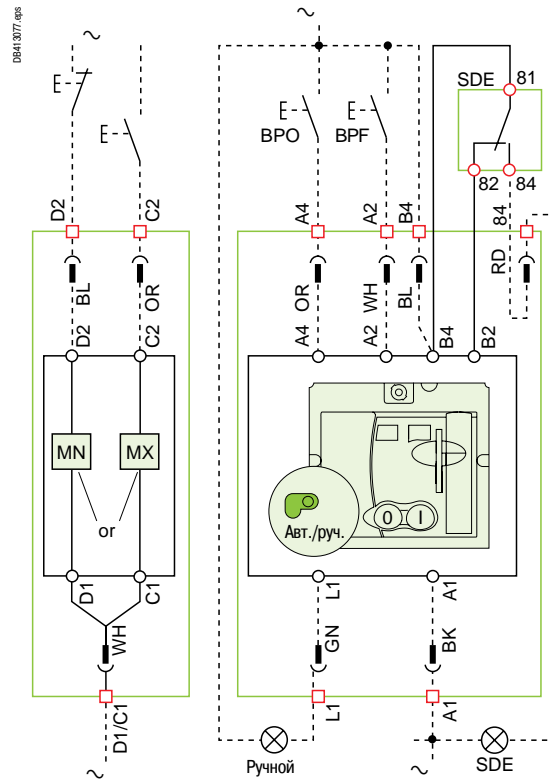 DB413077.eps
SDE
81
BPO
BPF
82
84
D2
C2
A4
A2
B4
84
BL
OR
OR
WH
BL
RD
D2
C2
A4
A2
B4
B2
MN
MX
or
Авт./руч.
0
I
D1
C1
L1
A1
WH
GN
BK
D1/C1
L1
A1
Ручной
SDE